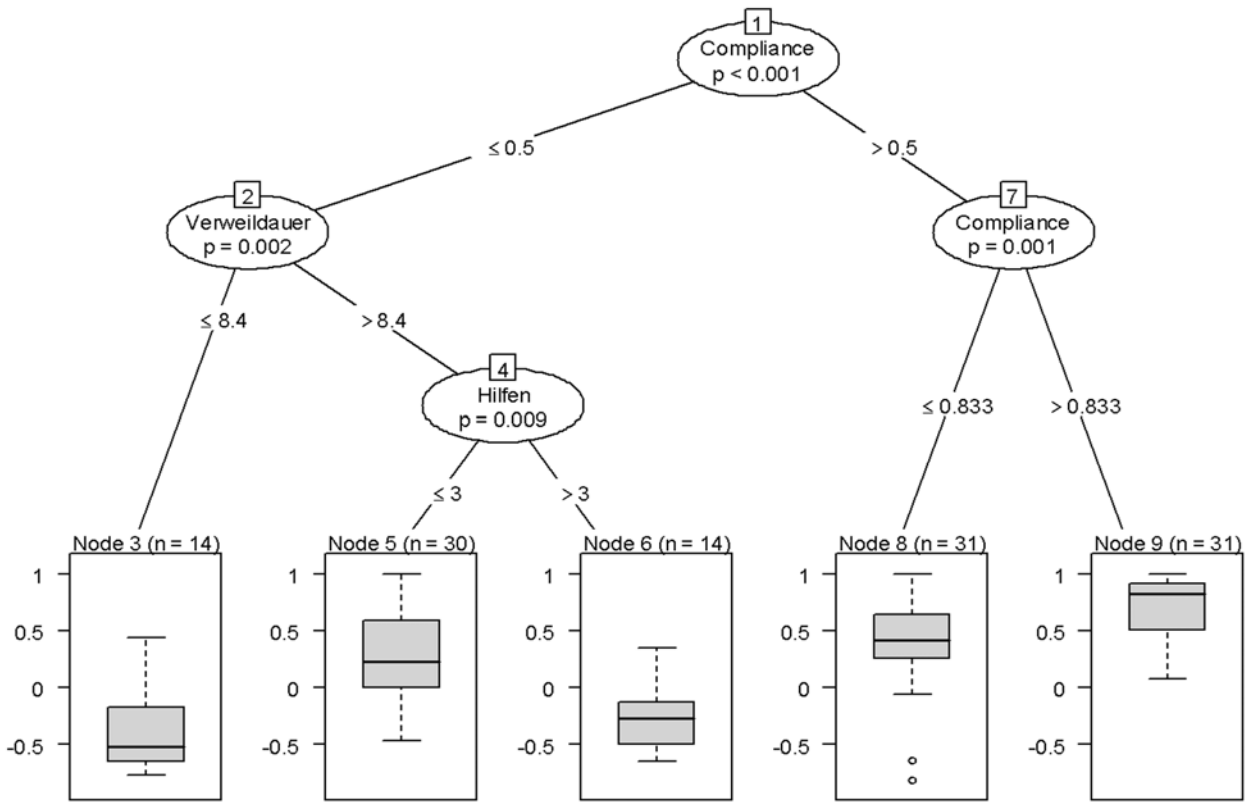 1
Compliance
p < 0.001
≤ 0.5
> 0.5
2
Verweildauer
p = 0.002
7
Compliance
p = 0.001
≤ 8.4
> 8.4
4
Hilfen
p = 0.009
≤ 0.833
> 0.833
≤ 3
> 3
Node 3 (n = 14)
1
0.5
0
-0.5
Node 5 (n = 30)
1
0.5
0
-0.5
Node 6 (n = 14)
1
0.5
0
-0.5
Node 8 (n = 31)
1
0.5
0
-0.5
Node 9 (n = 31)
1
0.5
0
-0.5